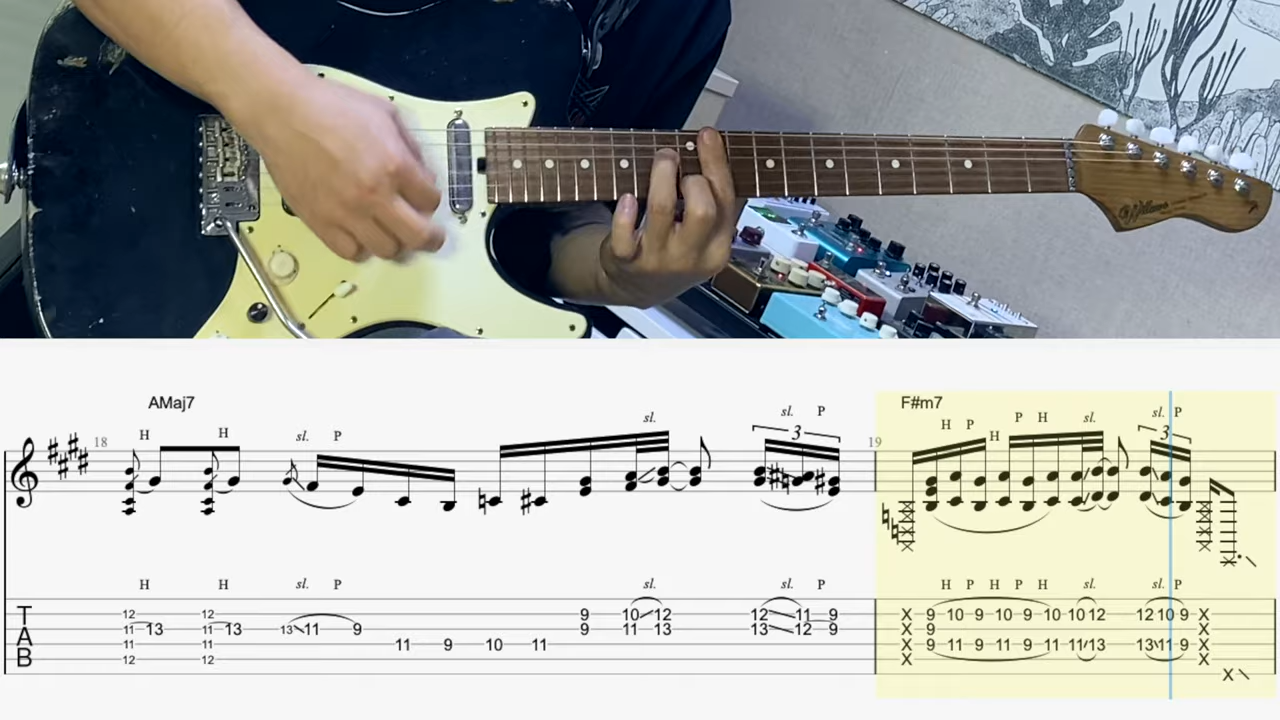 AMaj7 F#m7
H H sl. P sl. sl. P H P H P H sl. sl. P
18 3 19 3
H H sl. P sl. sl. P H P H P H sl. sl. P
T 12 12 9 10 12 12 11 9 X 9 10 9 10 9 10 10 12 12 10 9 X
A 11 13 11 13 13 11 9 9 11 13 13 12 9 X 9 X
11 11 11 9 10 11 X 9 11 9 11 9 11 11 13 13 11 9 X
B 12 12 X X
X